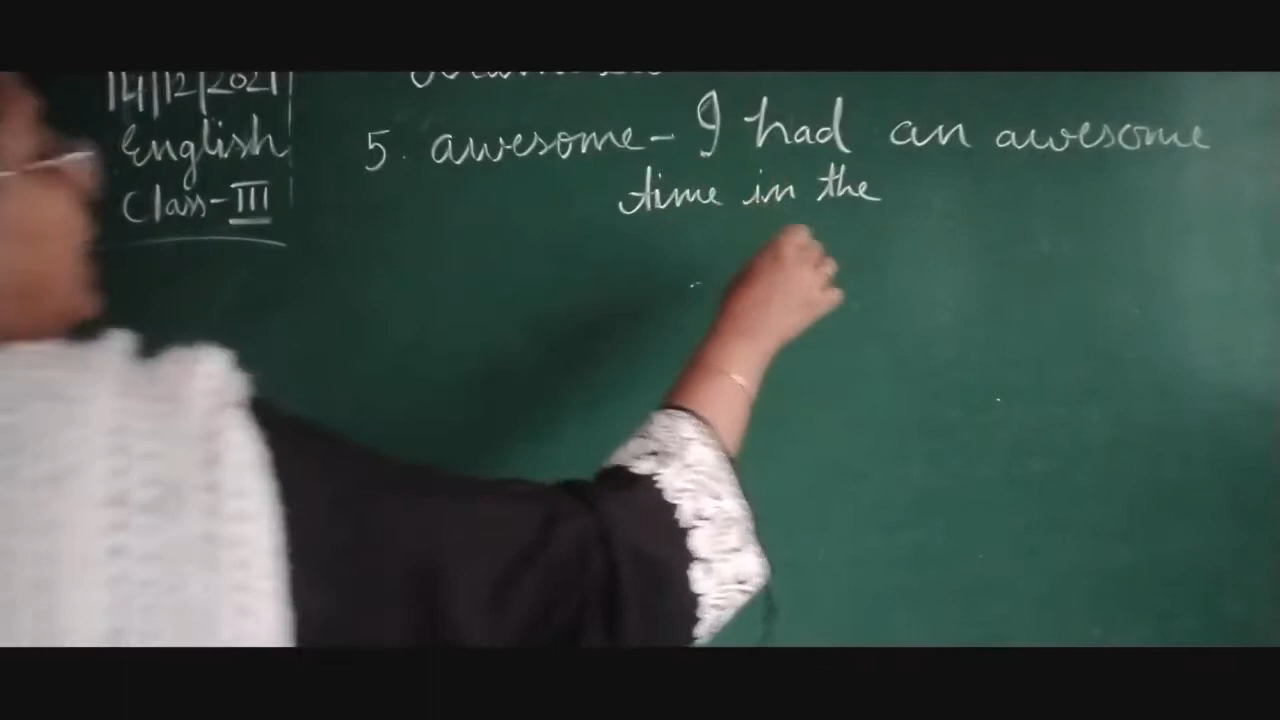 14/12/2021
English
Class-III
5. awesome- I had an awesome
time in the